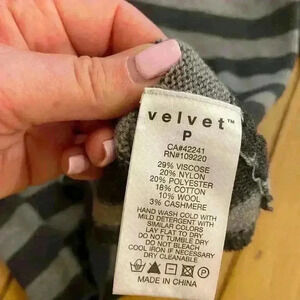 velvet™
P
CA#42241
RN#109220
29% VISCOSE
20% NYLON
20% POLYESTER
18% COTTON
10% WOOL
3% CASHMERE
HAND WASH COLD WITH
MILD DETERGENT WITH
SIMILAR COLORS
LAY FLAT TO DRY
DO NOT TUMBLE DRY
DO NOT BLEACH
COOL IRON IF NECESSARY
DRY CLEANABLE
MADE IN CHINA